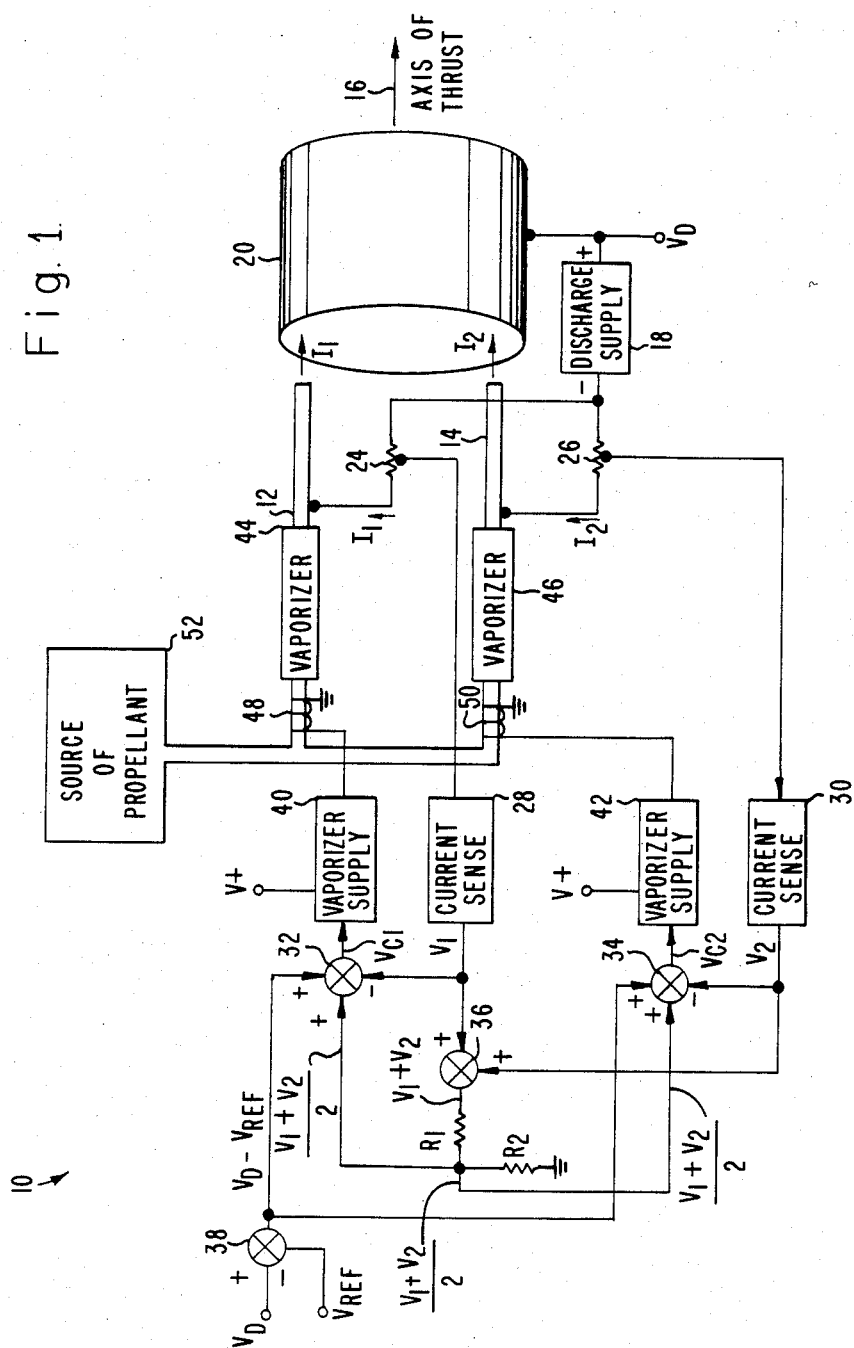 Fig. 1.
10
16
AXIS OF
THRUST
20
I1
I2
VD
+
DISCHARGE
SUPPLY
-
18
12
44
VAPORIZER
24
I1
14
VAPORIZER
46
26
I2
52
SOURCE
OF
PROPELLANT
48
50
40
V+
VAPORIZER
SUPPLY
VC1
28
CURRENT
SENSE
V1
42
V+
VAPORIZER
SUPPLY
VC2
30
CURRENT
SENSE
V2
32
+
+
-
34
+
+
-
36
+
+
V1+V2
R1
R2
V1+V2
2
VD-VREF
V1+V2
2
V1+V2
2
38
+
-
VD
VREF